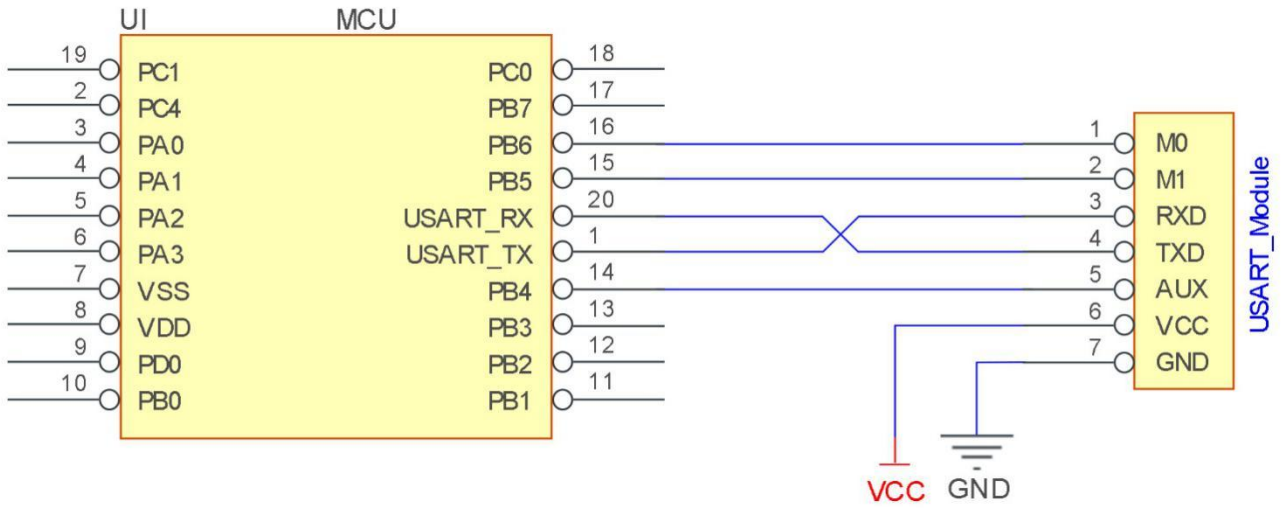 UI MCU
19 PC1 PC0 18
2 PC4 PB7 17
3 PA0 PB6 16 1 M0
4 PA1 PB5 15 2 M1
5 PA2 USART_RX 20 3 RXD
6 PA3 USART_TX 1 4 TXD
7 VSS PB4 14 5 AUX
8 VDD PB3 13 6 VCC
9 PD0 PB2 12 7 GND
10 PB0 PB1 11
USART_Module
VCC GND